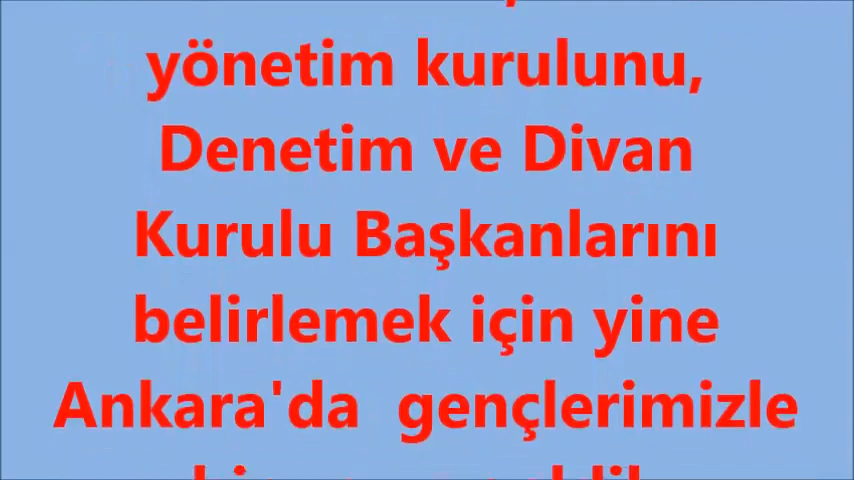 yönetim kurulunu,
Denetim ve Divan
Kurulu Başkanlarını
belirlemek için yine
Ankara'da gençlerimizle